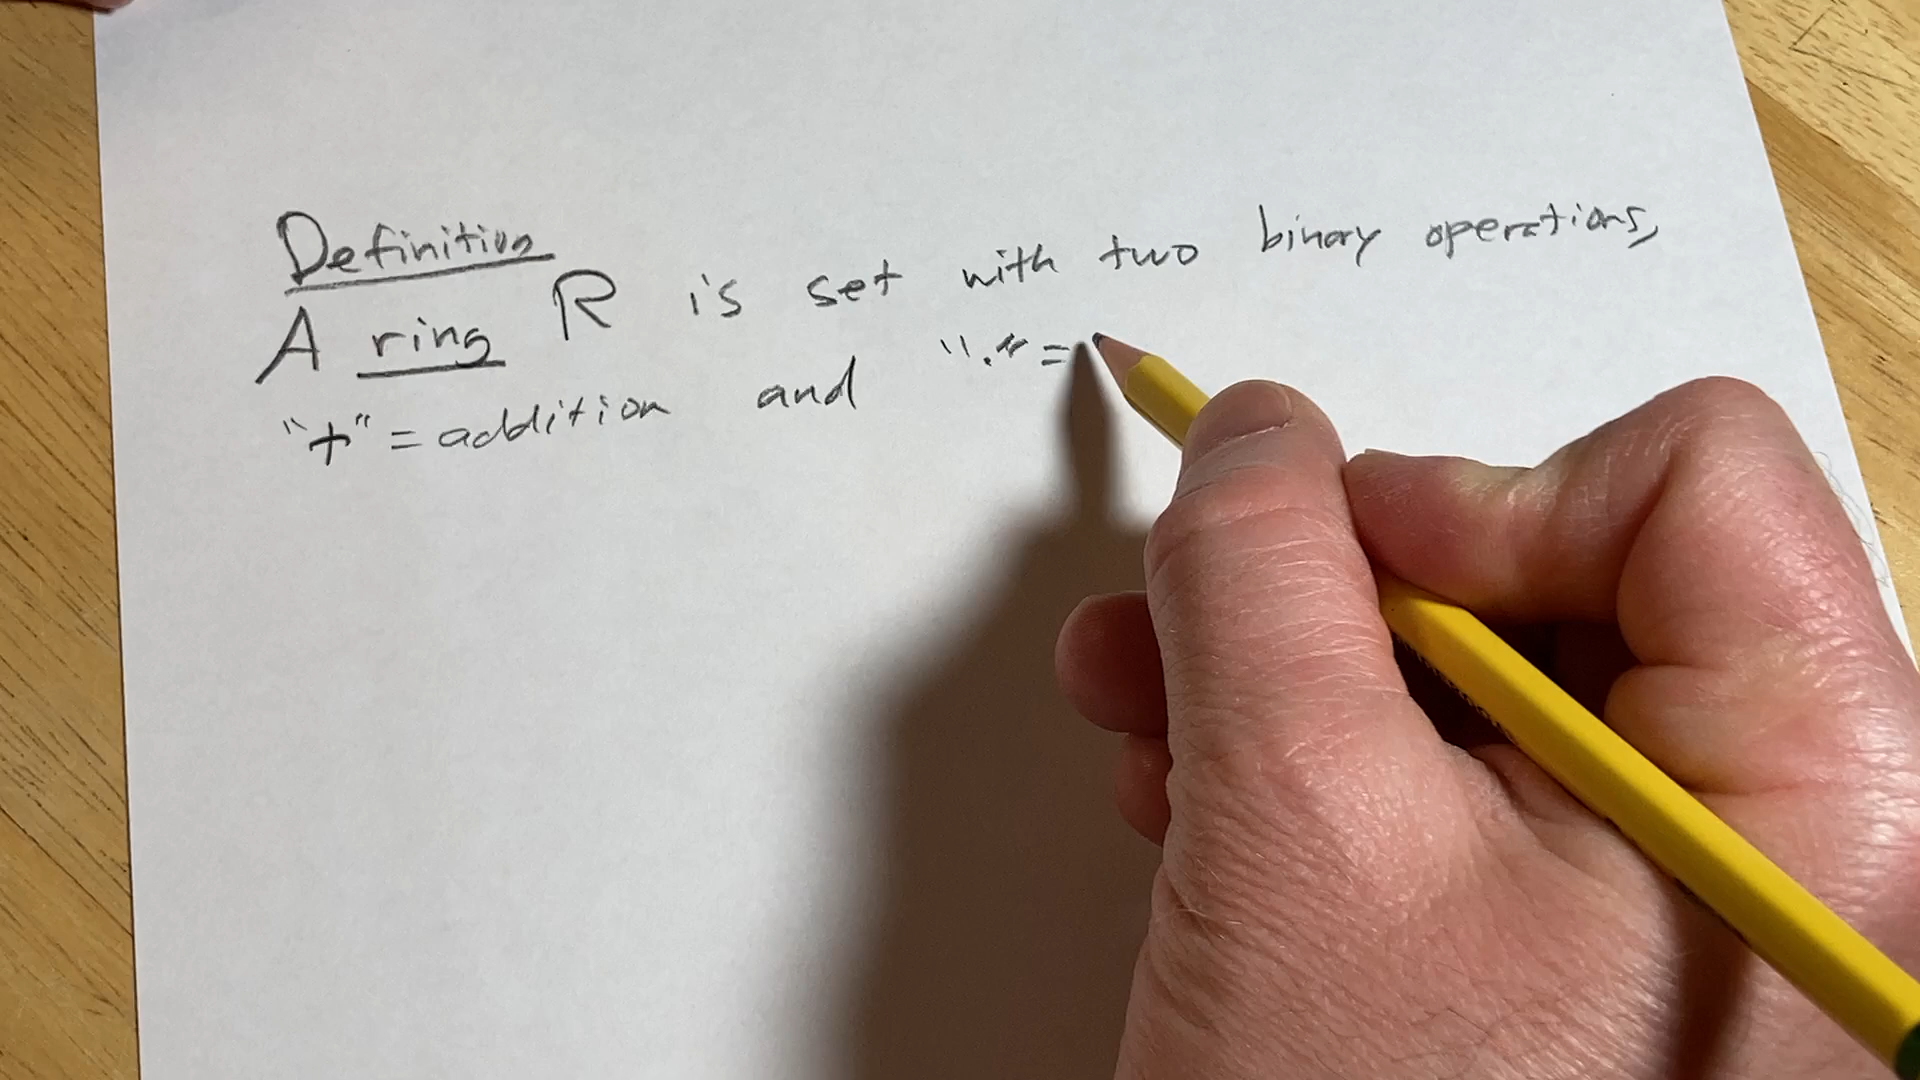 Definition
A ring R is set with two binary operations,
"+" = addition and "." =